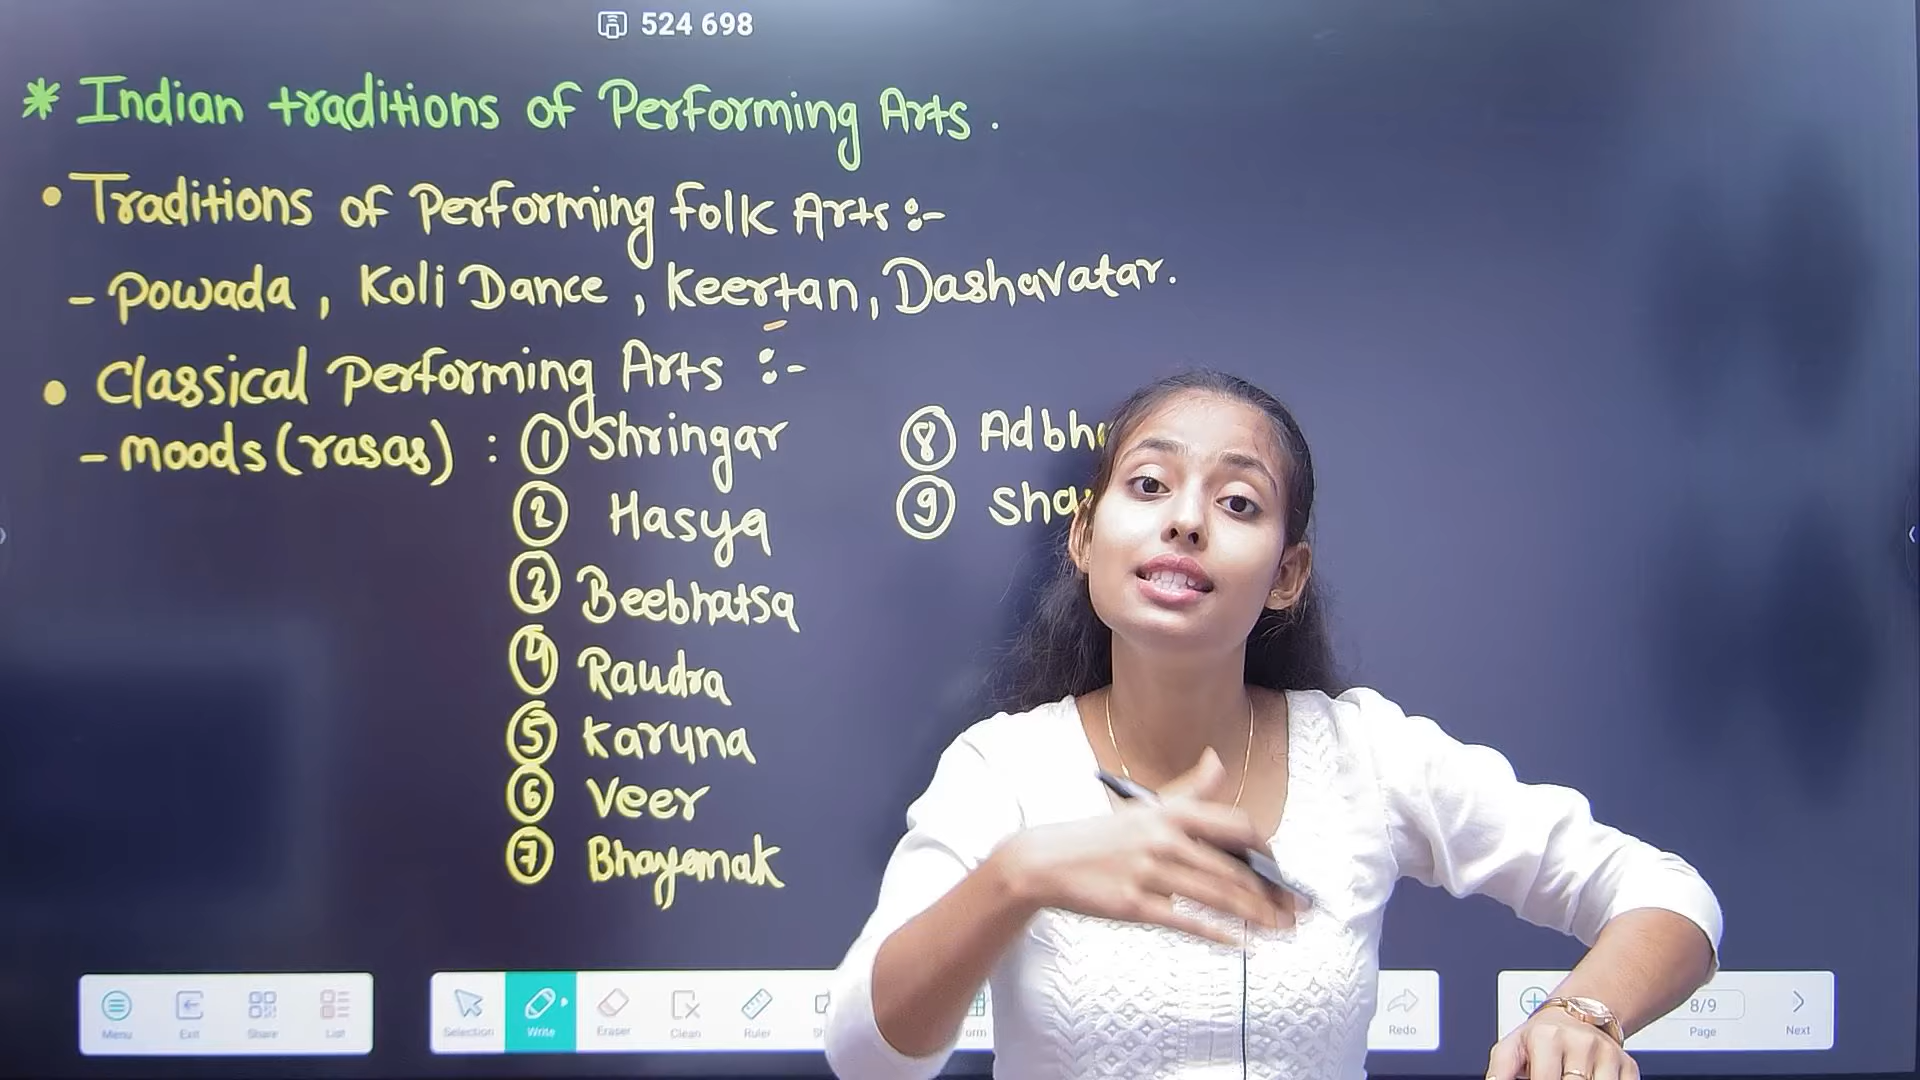 524 698
* Indian traditions of Performing Arts.
• Traditions of Performing folk Arts :-
- Powada, Koli Dance, Keertan, Dashavatar.
• Classical Performing Arts :-
- moods (rasas) : ① Shringar ⑧ Adbh
② Hasya ⑨ Sha
③ Beebhatsa
④ Raudra
⑤ Karuna
⑥ Veer
⑦ Bhayanak
Menu Exit Share List Selection Write Eraser Clean Ruler Redo 8/9 Page Next